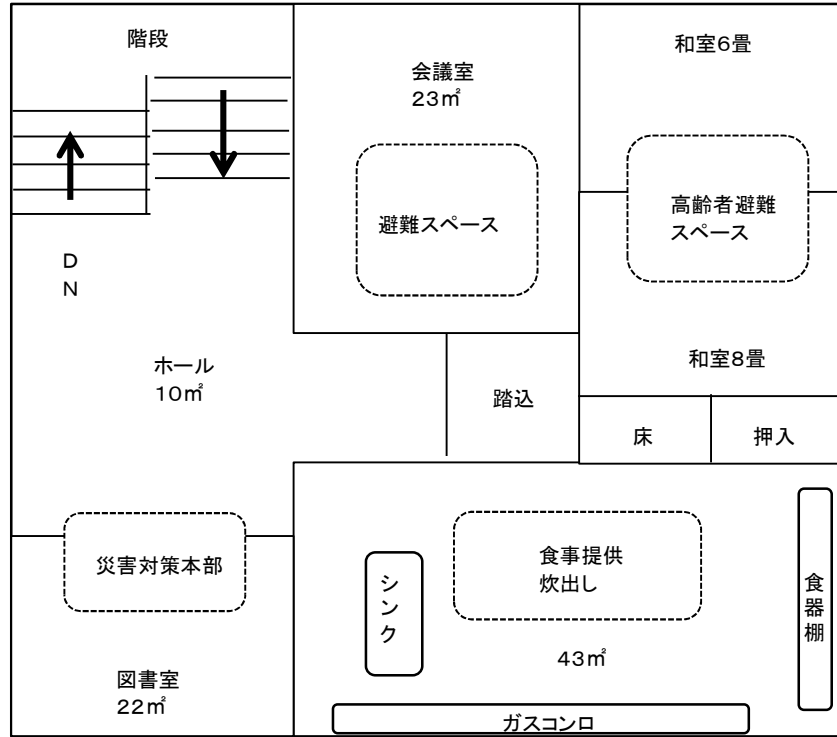 階段
会議室
23㎡
和室6畳
避難スペース
高齢者避難
スペース
DN
ホール
10㎡
和室8畳
踏込
床
押入
災害対策本部
食事提供
炊出し
シンク
食器棚
43㎡
図書室
22㎡
ガスコンロ